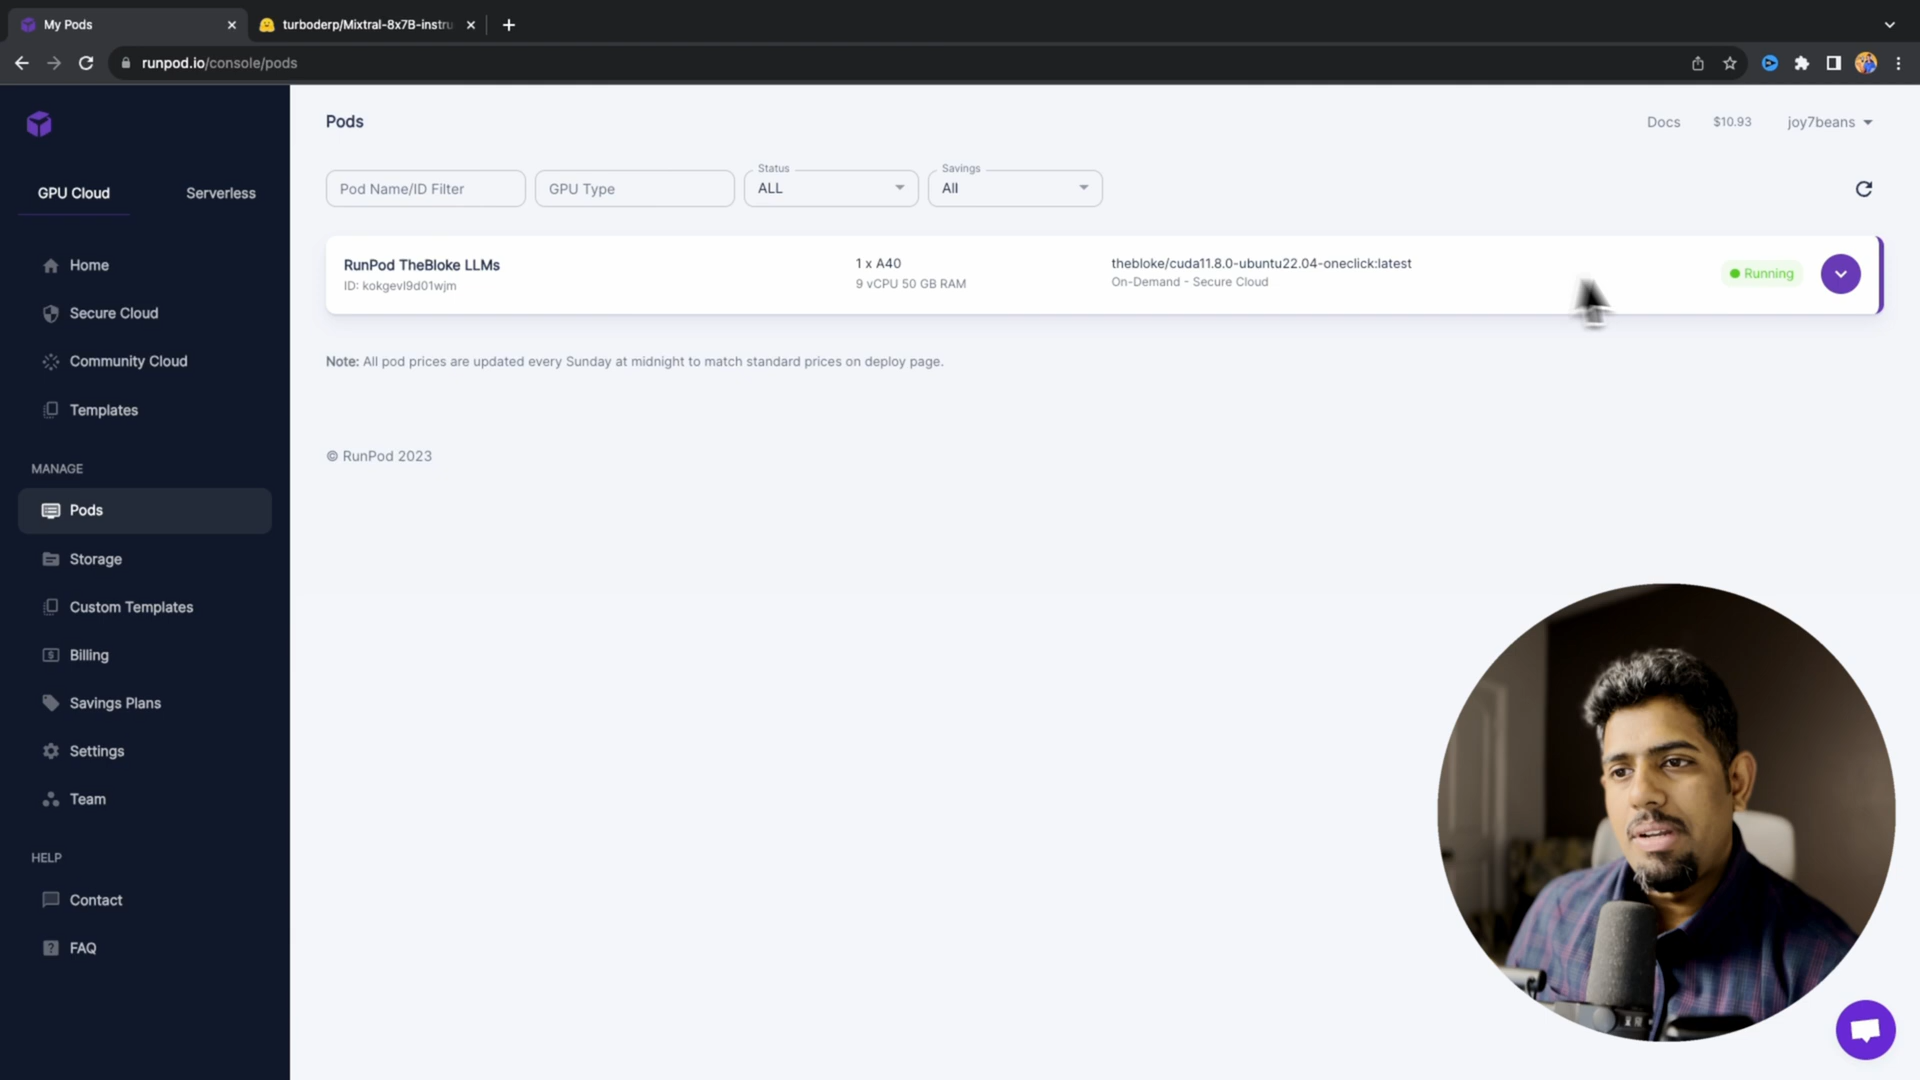 My Pods
turboderp/Mixtral-8x7B-instru
runpod.io/console/pods
Pods
Docs
$10.93
joy7beans
GPU Cloud
Serverless
Pod Name/ID Filter
GPU Type
Status
ALL
Savings
All
RunPod TheBloke LLMs
ID: kokgevl9d01wjm
1 x A40
9 vCPU 50 GB RAM
thebloke/cuda11.8.0-ubuntu22.04-oneclick:latest
On-Demand - Secure Cloud
Running
Note: All pod prices are updated every Sunday at midnight to match standard prices on deploy page.
© RunPod 2023
Home
Secure Cloud
Community Cloud
Templates
MANAGE
Pods
Storage
Custom Templates
Billing
Savings Plans
Settings
Team
HELP
Contact
FAQ